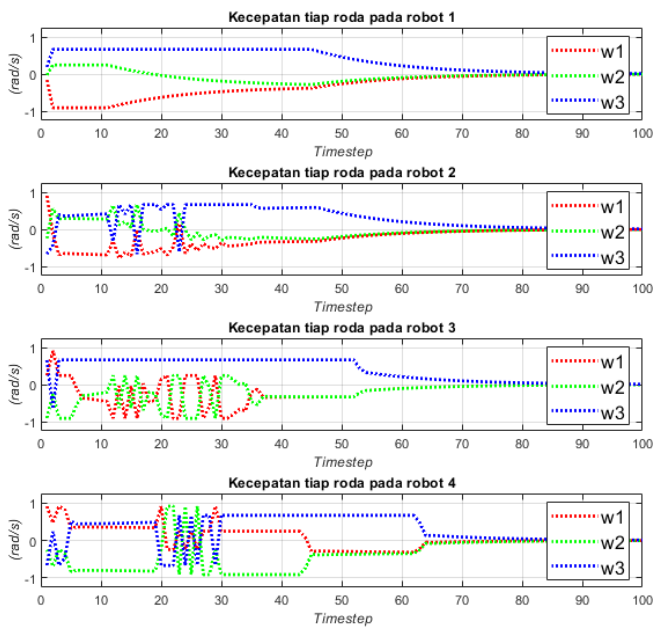 Kecepatan tiap roda pada robot 1
1
0
-1
(rad/s)
w1
w2
w3
0 10 20 30 40 50 60 70 80 90 100
Timestep
Kecepatan tiap roda pada robot 2
1
0
-1
(rad/s)
w1
w2
w3
0 10 20 30 40 50 60 70 80 90 100
Timestep
Kecepatan tiap roda pada robot 3
1
0
-1
(rad/s)
w1
w2
w3
0 10 20 30 40 50 60 70 80 90 100
Timestep
Kecepatan tiap roda pada robot 4
1
0
-1
(rad/s)
w1
w2
w3
0 10 20 30 40 50 60 70 80 90 100
Timestep